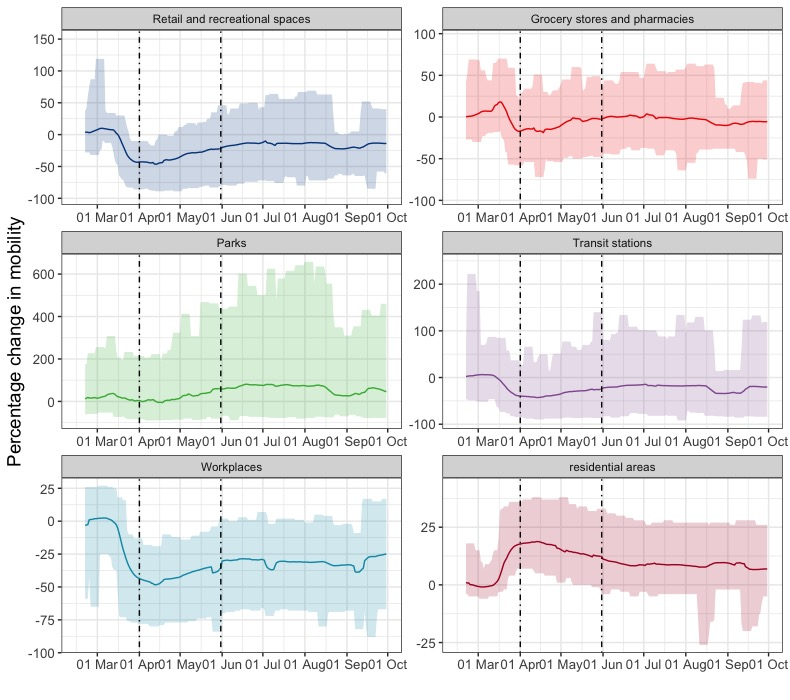 Retail and recreational spaces
Grocery stores and pharmacies
150
100
50
0
-50
-100
100
50
0
-50
-100
01 Mar 01 Apr 01 May 01 Jun 01 Jul 01 Aug 01 Sep 01 Oct
01 Mar 01 Apr 01 May 01 Jun 01 Jul 01 Aug 01 Sep 01 Oct
Percentage change in mobility
Parks
Transit stations
600
400
200
0
200
100
0
-100
01 Mar 01 Apr 01 May 01 Jun 01 Jul 01 Aug 01 Sep 01 Oct
01 Mar 01 Apr 01 May 01 Jun 01 Jul 01 Aug 01 Sep 01 Oct
Workplaces
residential areas
25
0
-25
-50
-75
-100
25
0
-25
01 Mar 01 Apr 01 May 01 Jun 01 Jul 01 Aug 01 Sep 01 Oct
01 Mar 01 Apr 01 May 01 Jun 01 Jul 01 Aug 01 Sep 01 Oct